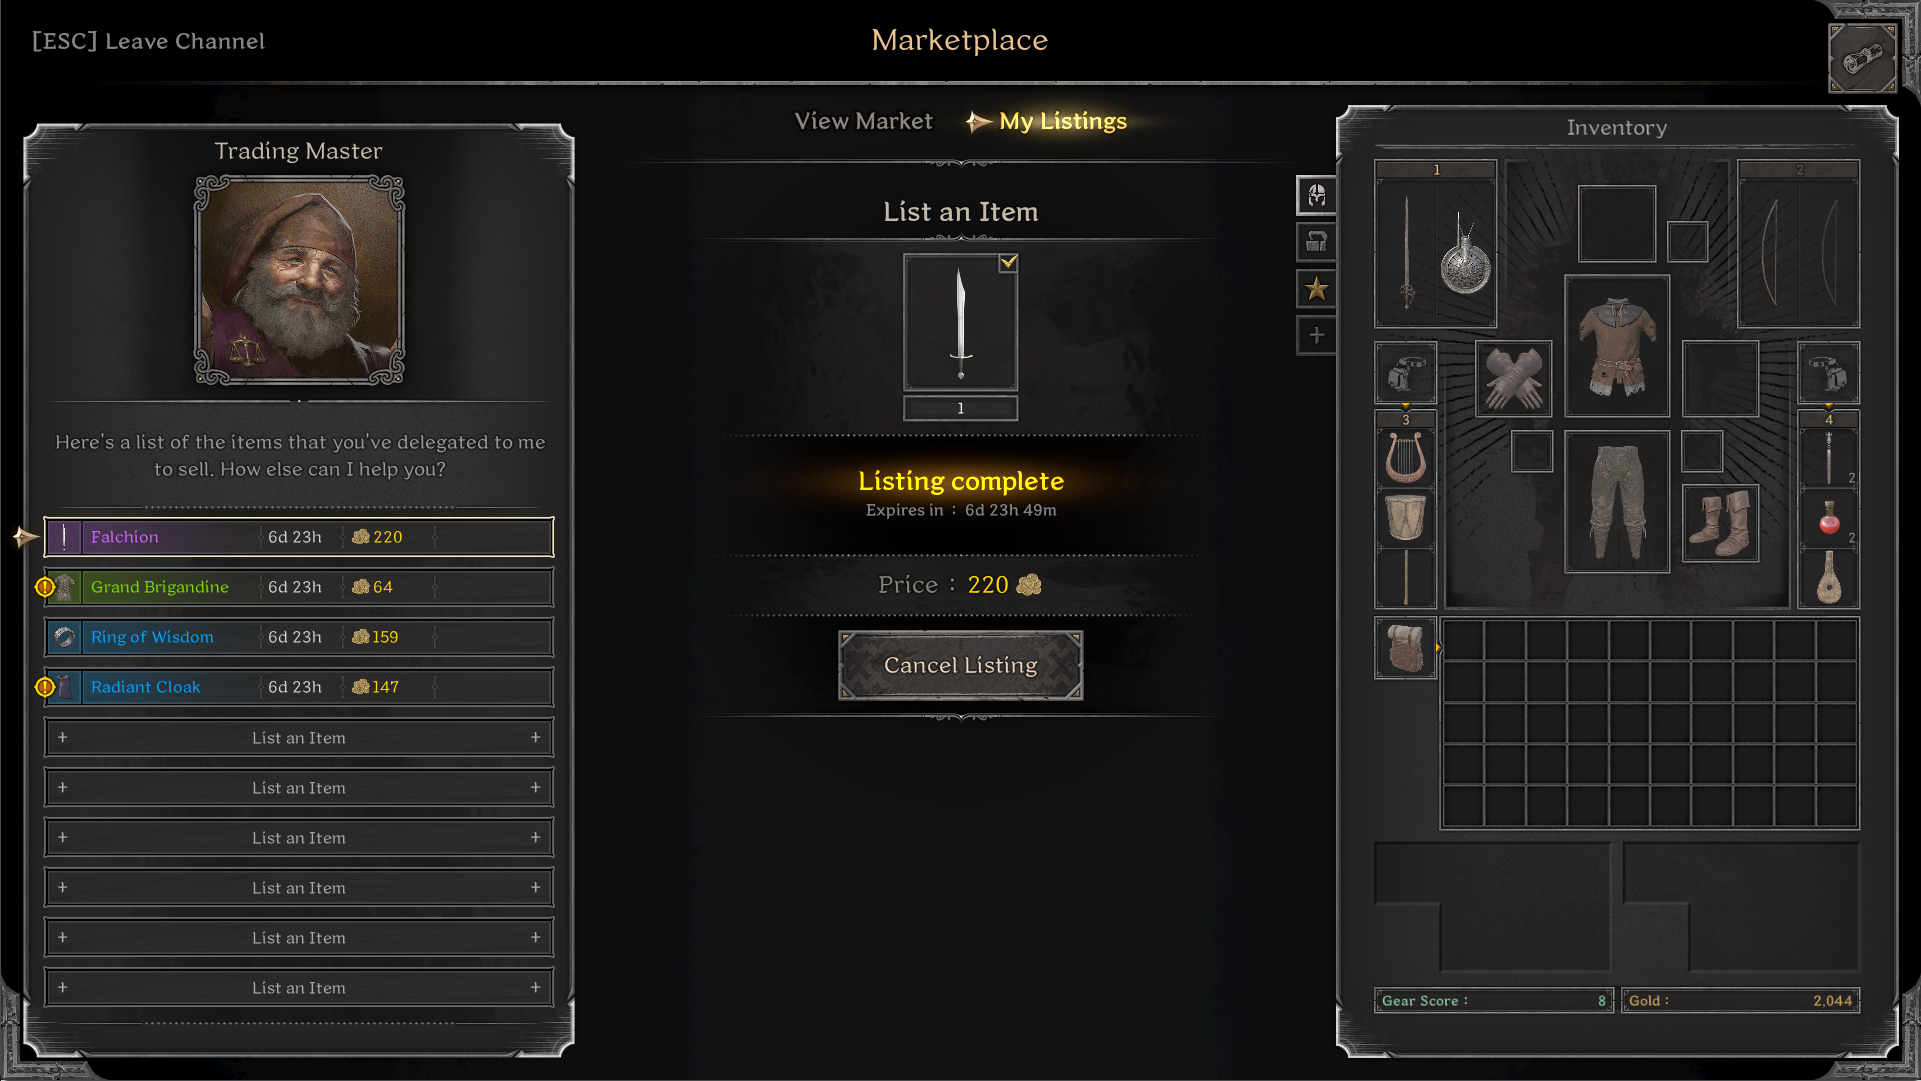 [ESC] Leave Channel
Marketplace
View Market
My Listings
Trading Master
Here's a list of the items that you've delegated to me
to sell. How else can I help you?
Falchion 6d 23h 220
Grand Brigandine 6d 23h 64
Ring of Wisdom 6d 23h 159
Radiant Cloak 6d 23h 147
+ List an Item +
+ List an Item +
+ List an Item +
+ List an Item +
+ List an Item +
+ List an Item +
List an Item
1
Listing complete
Expires in : 6d 23h 49m
Price : 220
Cancel Listing
Inventory
1
2
3
4
2
2
Gear Score : 8
Gold : 2,044